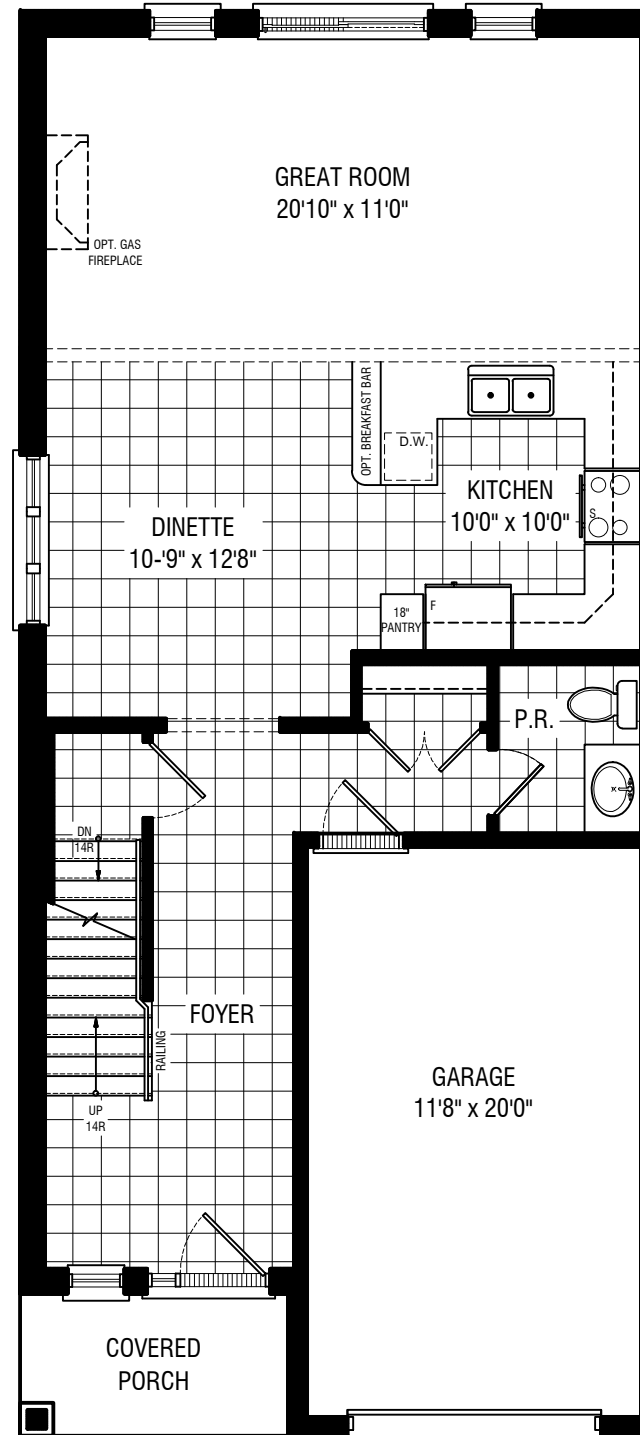 GREAT ROOM
20'10" x 11'0"
OPT. GAS
FIREPLACE
OPT. BREAKFAST BAR
D.W.
KITCHEN
10'0" x 10'0"
S.
DINETTE
10-'9" x 12'8"
18"
PANTRY
F
P.R.
DN
14R
FOYER
RAILING
UP
14R
GARAGE
11'8" x 20'0"
COVERED
PORCH